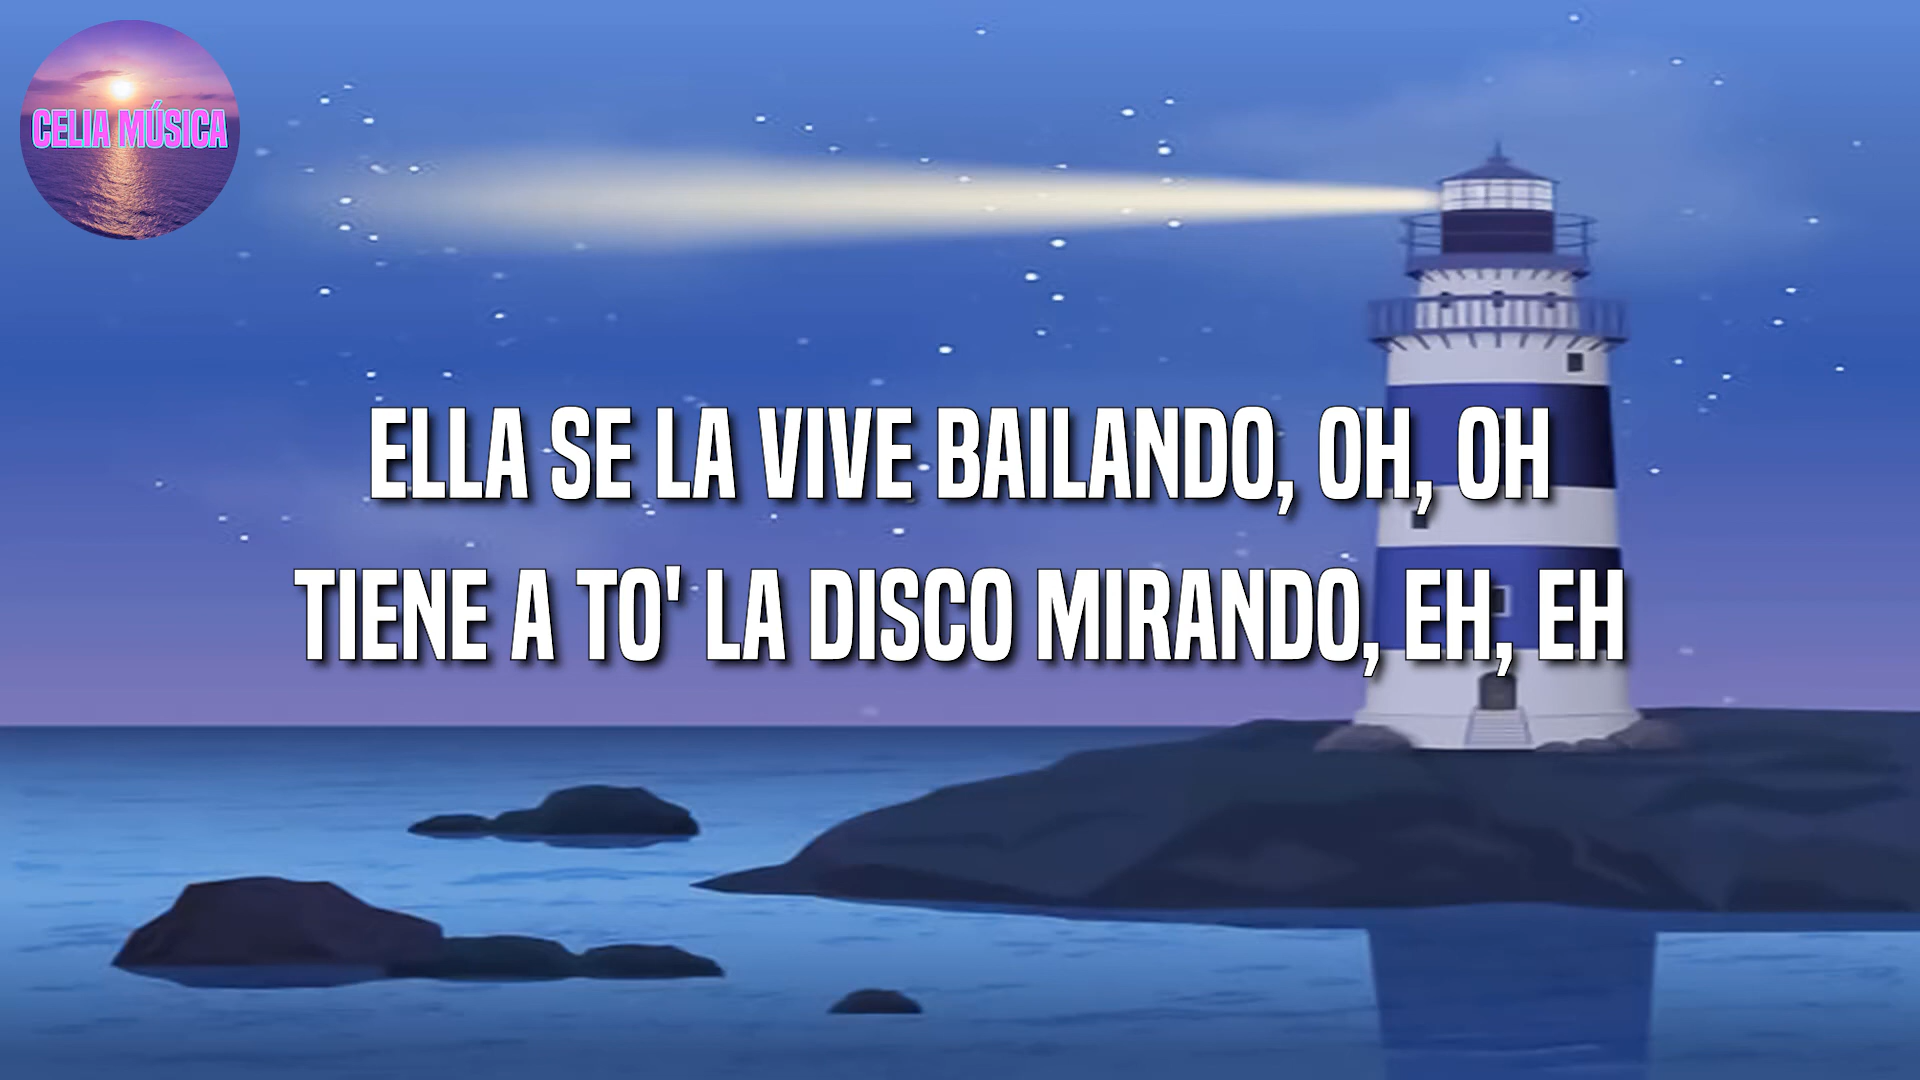 CELIA MÚSICA
ELLA SE LA VIVE BAILANDO, OH, OH
TIENE A TO' LA DISCO MIRANDO, EH, EH